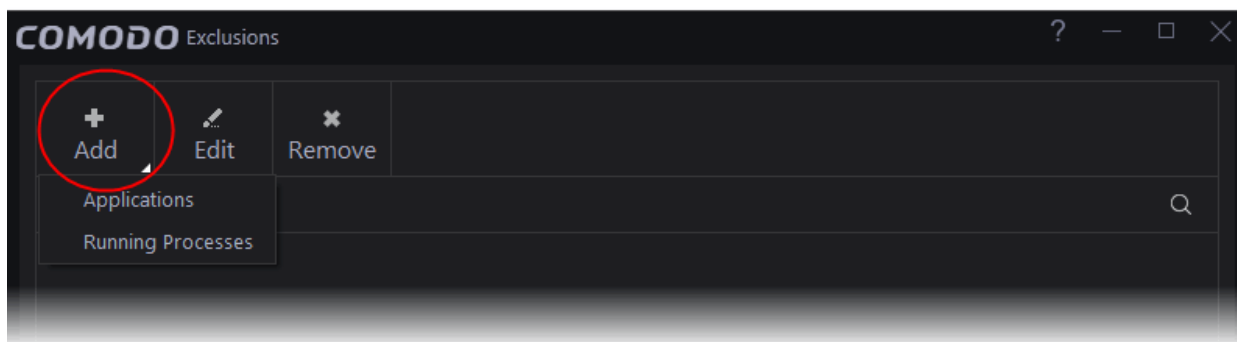 COMODO Exclusions
Add Edit Remove
Applications
Running Processes